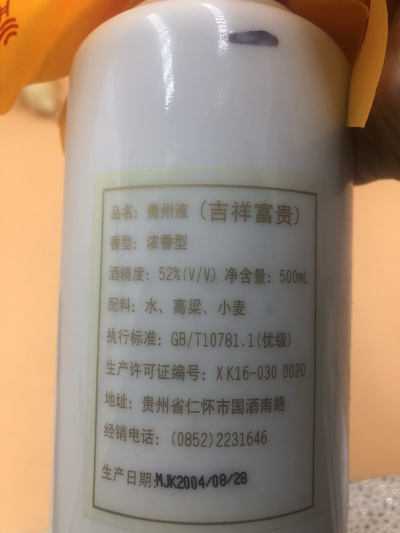 品名: 贵州液（吉祥富贵）
香型: 浓香型
酒精度: 52%(V/V) 净含量: 500mL
配料: 水、高粱、小麦
执行标准: GB/T10781.1(优级)
生产许可证编号: XK16-030 0020
地址: 贵州省仁怀市国酒南路
经销电话: (0852)2231646
生产日期:MJK2004/08/28